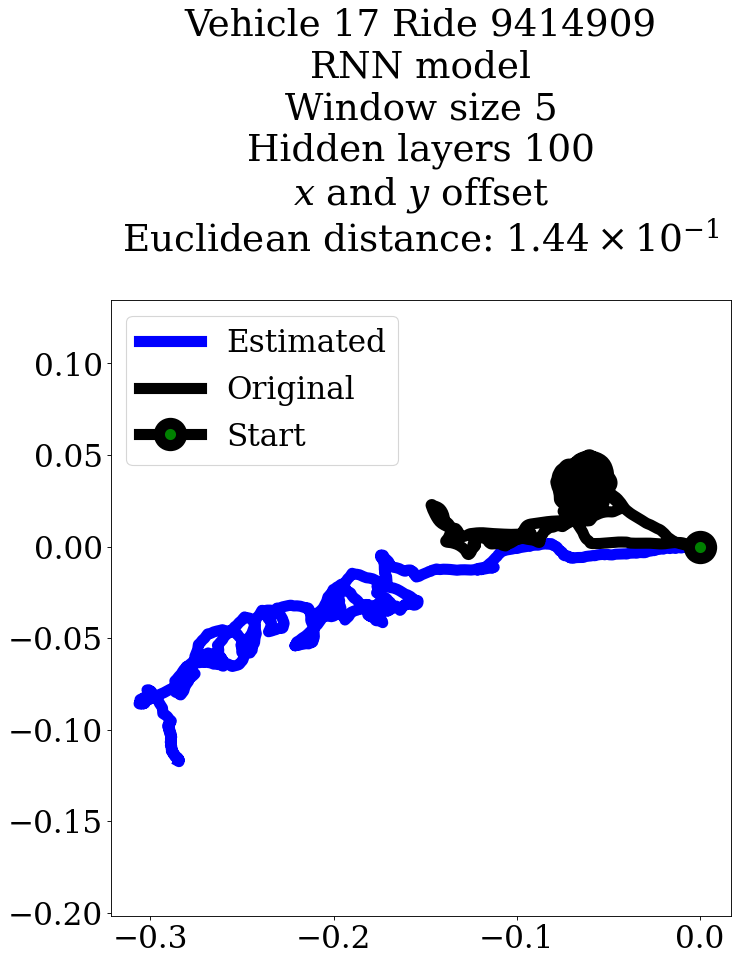 Vehicle 17 Ride 9414909
RNN model
Window size 5
Hidden layers 100
x and y offset
Euclidean distance: 1.44 × 10⁻¹
Estimated
Original
Start
0.10
0.05
0.00
−0.05
−0.10
−0.15
−0.20
−0.3 −0.2 −0.1 0.0